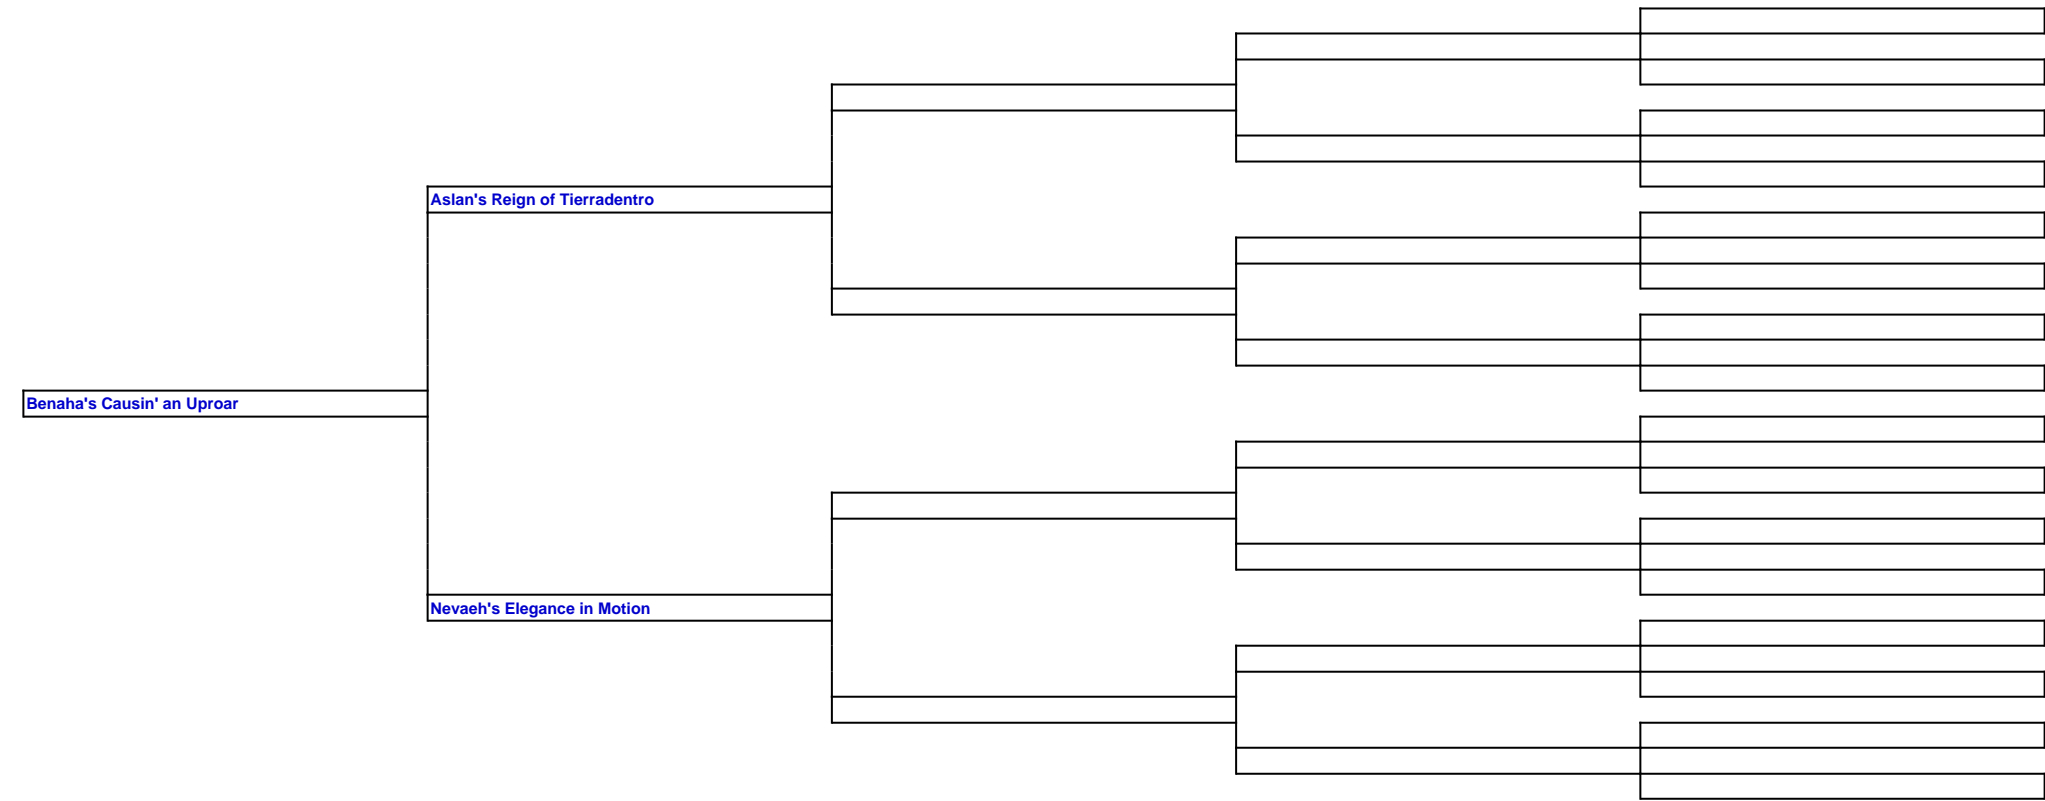 Aslan's Reign of Tierradentro
Benaha's Causin' an Uproar
Nevaeh's Elegance in Motion